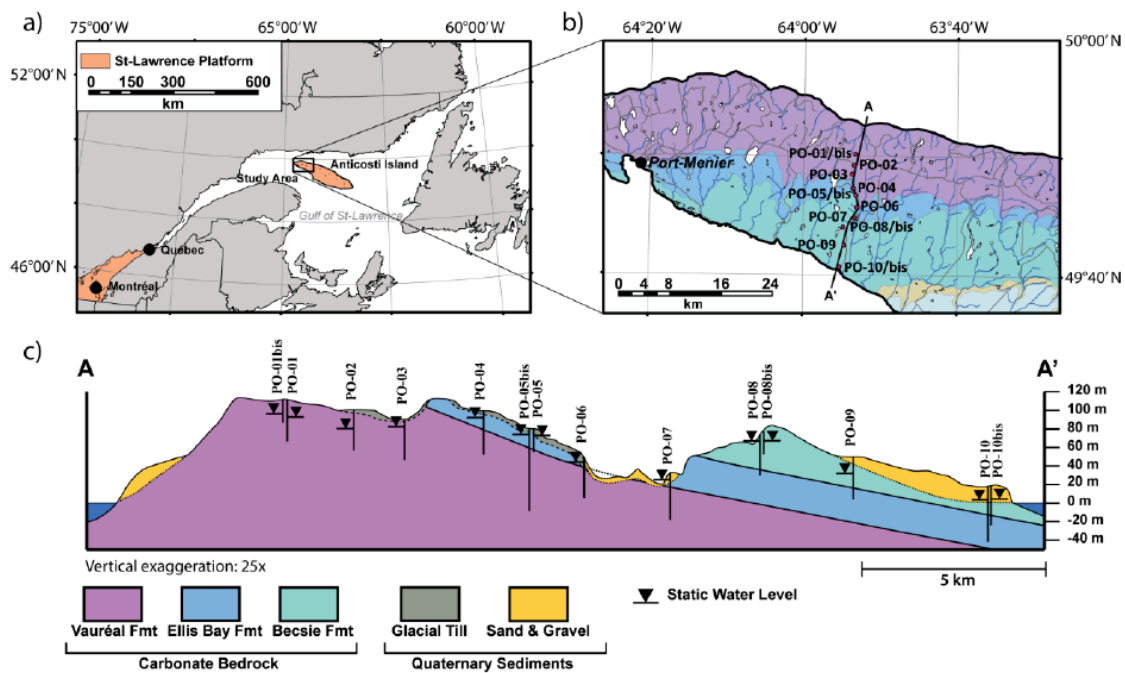 a)
75°00' W
65°00' W
60°00' W
52°00' N
46°00' N
St-Lawrence Platform
0 150 300 600
km
Anticosti Island
Study Area
Gulf of St-Lawrence
Québec
Montréal
b)
64°20' W
64°00' W
63°40' W
50°00' N
49°40' N
A
PO-01/bis
PO-02
Port-Menier
PO-03
PO-04
PO-05/bis
PO-06
PO-07
PO-08/bis
PO-09
PO-10/bis
A'
0 4 8 16 24
km
c)
A
A'
PO-01bis
PO-01
PO-02
PO-03
PO-04
PO-05bis
PO-05
PO-06
PO-07
PO-08
PO-08bis
PO-09
PO-10
PO-10bis
120 m
100 m
80 m
60 m
40 m
20 m
0 m
-20 m
-40 m
Vertical exaggeration: 25x
5 km
Static Water Level
Vauréal Fmt
Ellis Bay Fmt
Becsie Fmt
Glacial Till
Sand & Gravel
Carbonate Bedrock
Quaternary Sediments